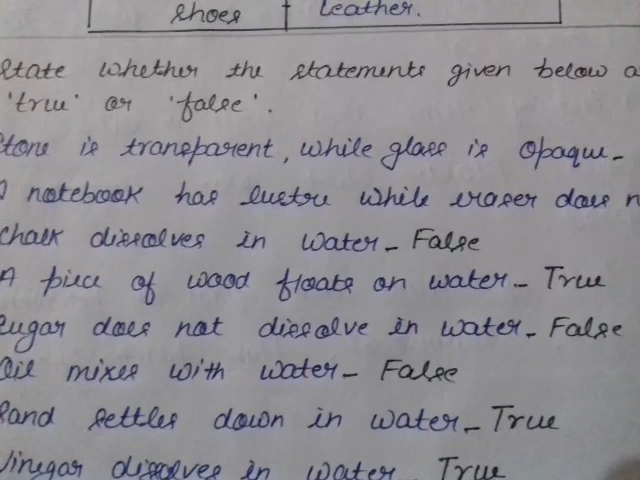 Shoes Leather.
State whether the statements given below
'true' or 'false'.
Stone is transparent, while glass is opaque -
notebook has lustre while eraser does
Chalk dissolves in water - False
A piece of wood floats on water - True
Sugar does not dissolve in water - False
Oil mixes with water - False
Sand settles down in water - True
Vinegar dissolves in water - True